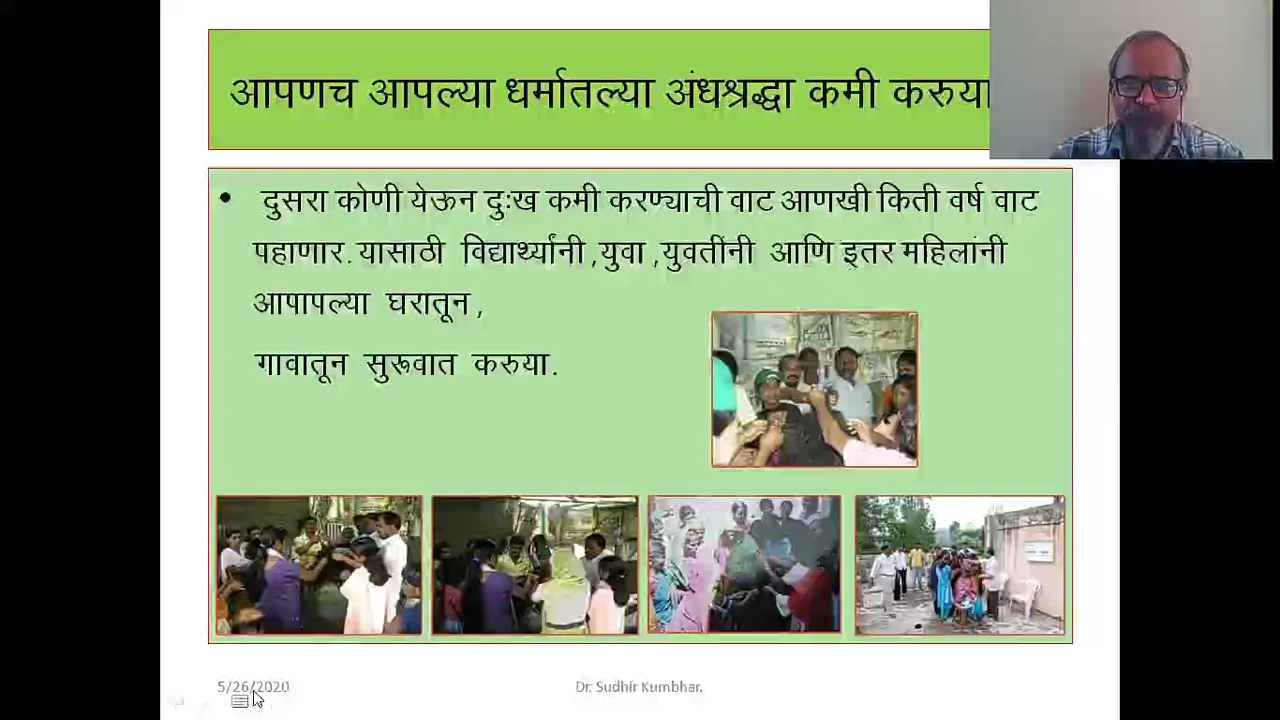 आपणच आपल्या धर्मातल्या अंधश्रद्धा कमी करुया
• दुसरा कोणी येऊन दुःख कमी करण्याची वाट आणखी किती वर्ष वाट
पहाणार.यासाठी विद्यार्थ्यांनी ,युवा ,युवतींनी आणि इतर महिलांनी
आपापल्या घरातून ,
गावातून सुरूवात करुया.
5/26/2020
Dr. Sudhir Kumbhar.